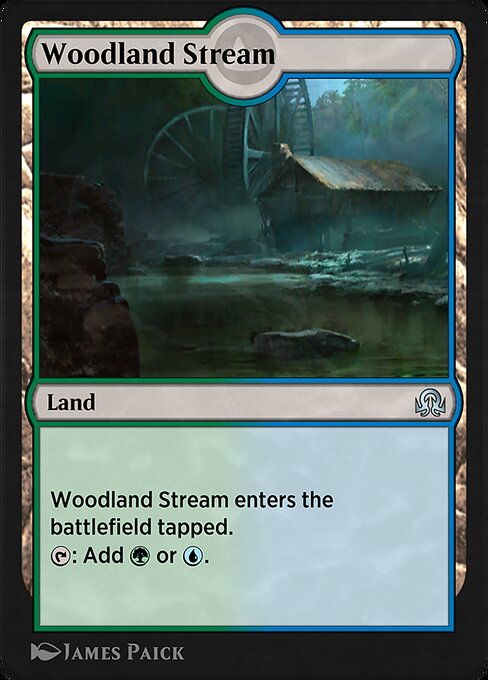 Woodland Stream
Land
Woodland Stream enters the
battlefield tapped.
: Add or .
James Paick